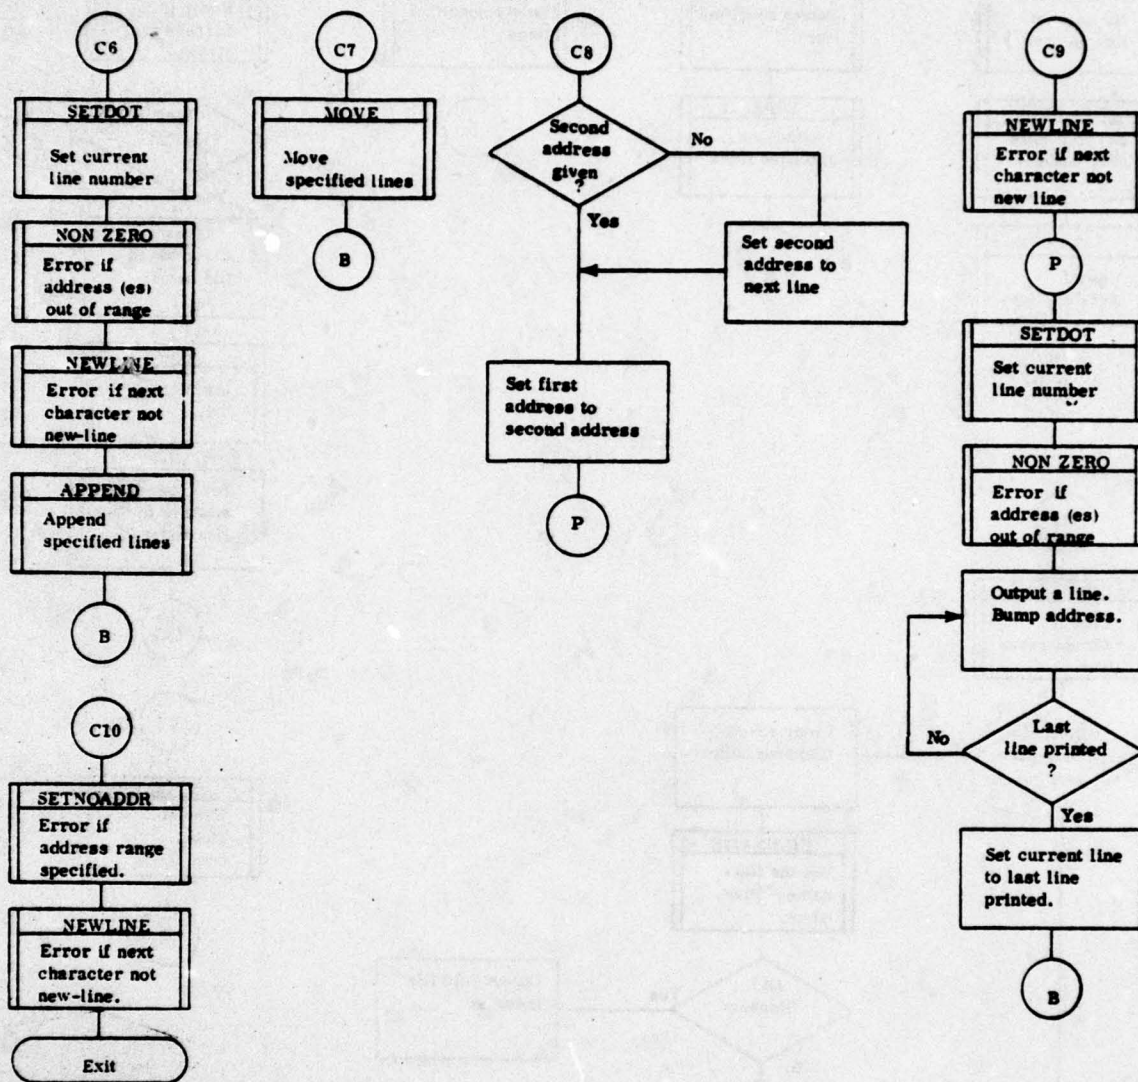 C6
SETDOT
Set current
line number
NON ZERO
Error if
address (es)
out of range
NEWLINE
Error if next
character not
new-line
APPEND
Append
specified lines
B
C7
MOVE
Move
specified lines
B
C8
Second
address
given
?
No
Yes
Set second
address to
next line
Set first
address to
second address
P
C9
NEWLINE
Error if next
character not
new line
P
SETDOT
Set current
line number
NON ZERO
Error if
address (es)
out of range
Output a line.
Bump address.
Last
line printed
?
No
Yes
Set current line
to last line
printed.
B
C10
SETNOADDR
Error if
address range
specified.
NEWLINE
Error if next
character not
new-line.
Exit